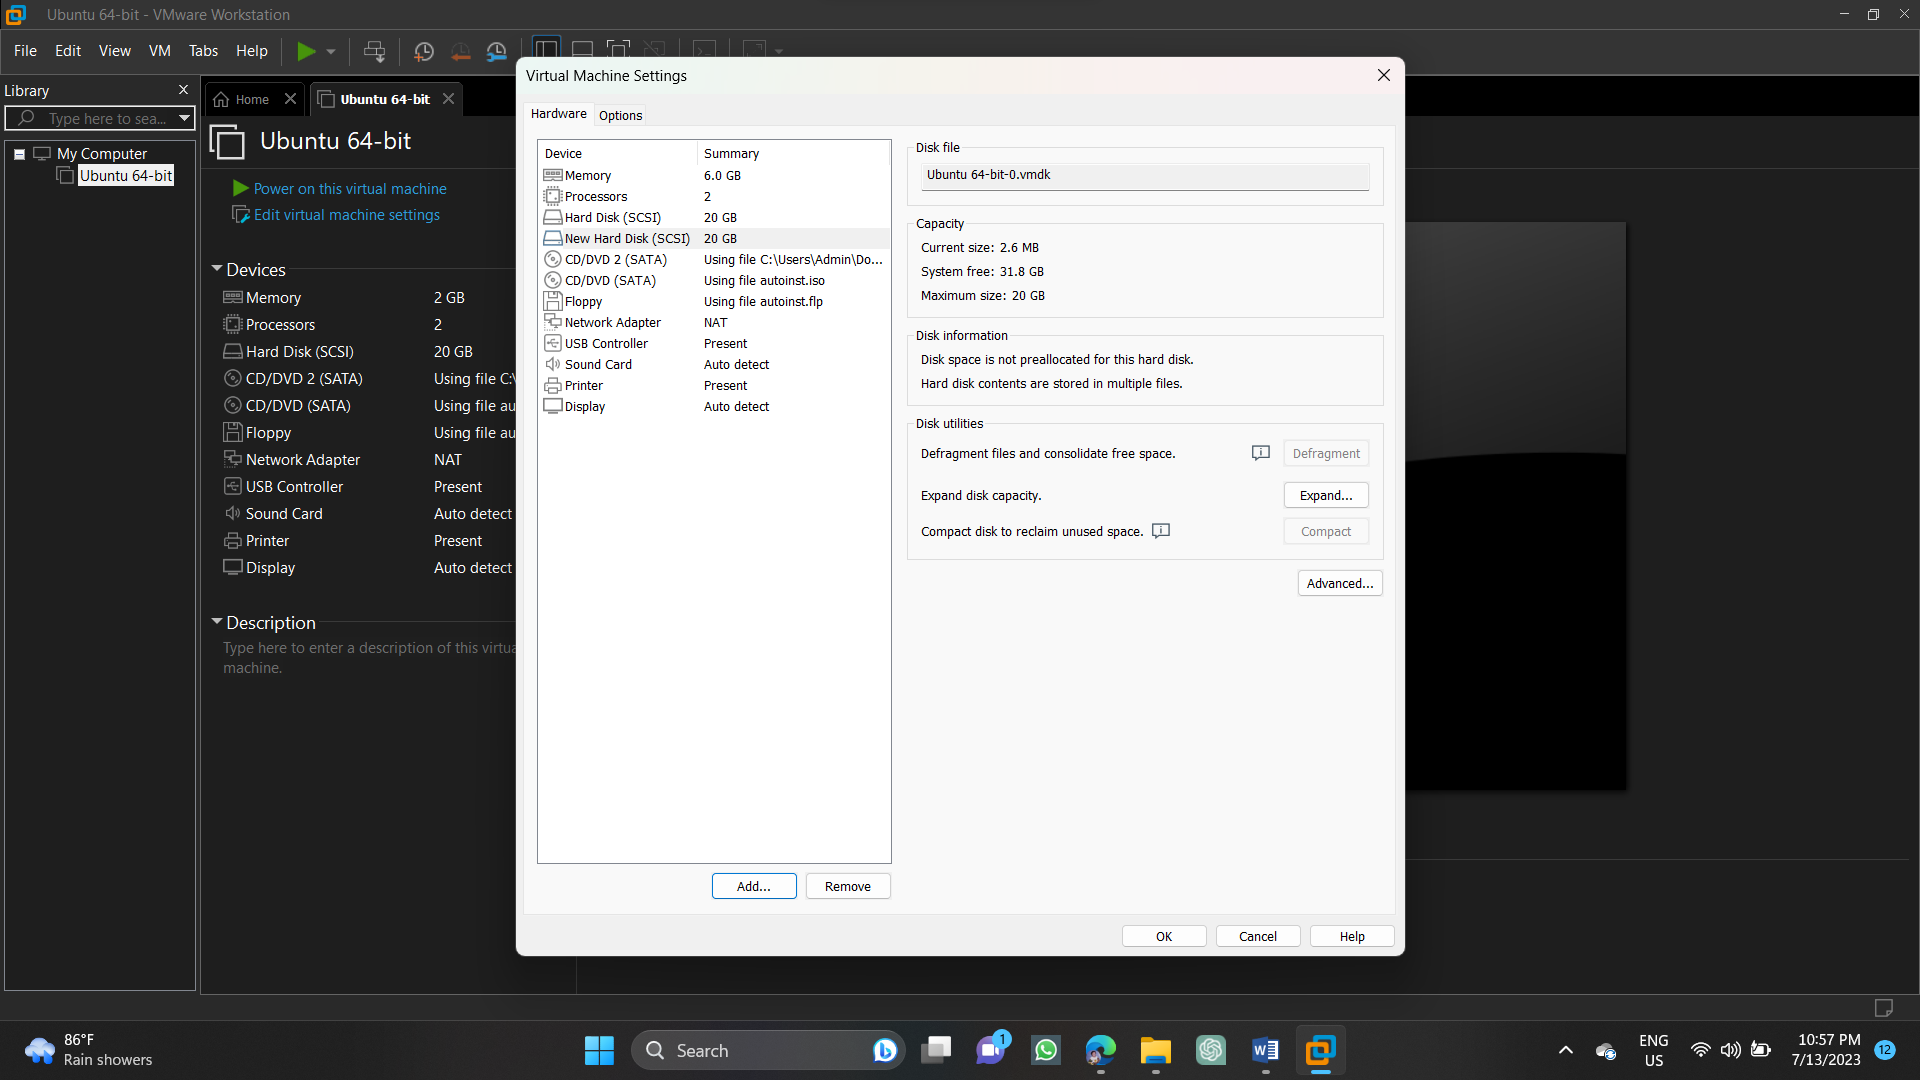 Ubuntu 64-bit - VMware Workstation
File Edit View VM Tabs Help
Library
Type here to sea...
My Computer
Ubuntu 64-bit
Home
Ubuntu 64-bit
Ubuntu 64-bit
Power on this virtual machine
Edit virtual machine settings
Devices
Memory 2 GB
Processors 2
Hard Disk (SCSI) 20 GB
CD/DVD 2 (SATA) Using file C:\
CD/DVD (SATA) Using file au
Floppy Using file au
Network Adapter NAT
USB Controller Present
Sound Card Auto detect
Printer Present
Display Auto detect
Description
Type here to enter a description of this virtua
machine.
Virtual Machine Settings
Hardware Options
Device Summary
Memory 6.0 GB
Processors 2
Hard Disk (SCSI) 20 GB
New Hard Disk (SCSI) 20 GB
CD/DVD 2 (SATA) Using file C:\Users\Admin\Do...
CD/DVD (SATA) Using file autoinst.iso
Floppy Using file autoinst.flp
Network Adapter NAT
USB Controller Present
Sound Card Auto detect
Printer Present
Display Auto detect
Add... Remove
Disk file
Ubuntu 64-bit-0.vmdk
Capacity
Current size: 2.6 MB
System free: 31.8 GB
Maximum size: 20 GB
Disk information
Disk space is not preallocated for this hard disk.
Hard disk contents are stored in multiple files.
Disk utilities
Defragment files and consolidate free space. Defragment
Expand disk capacity. Expand...
Compact disk to reclaim unused space. Compact
Advanced...
OK Cancel Help
86°F
Rain showers
Search
1
ENG
US
10:57 PM
7/13/2023
12